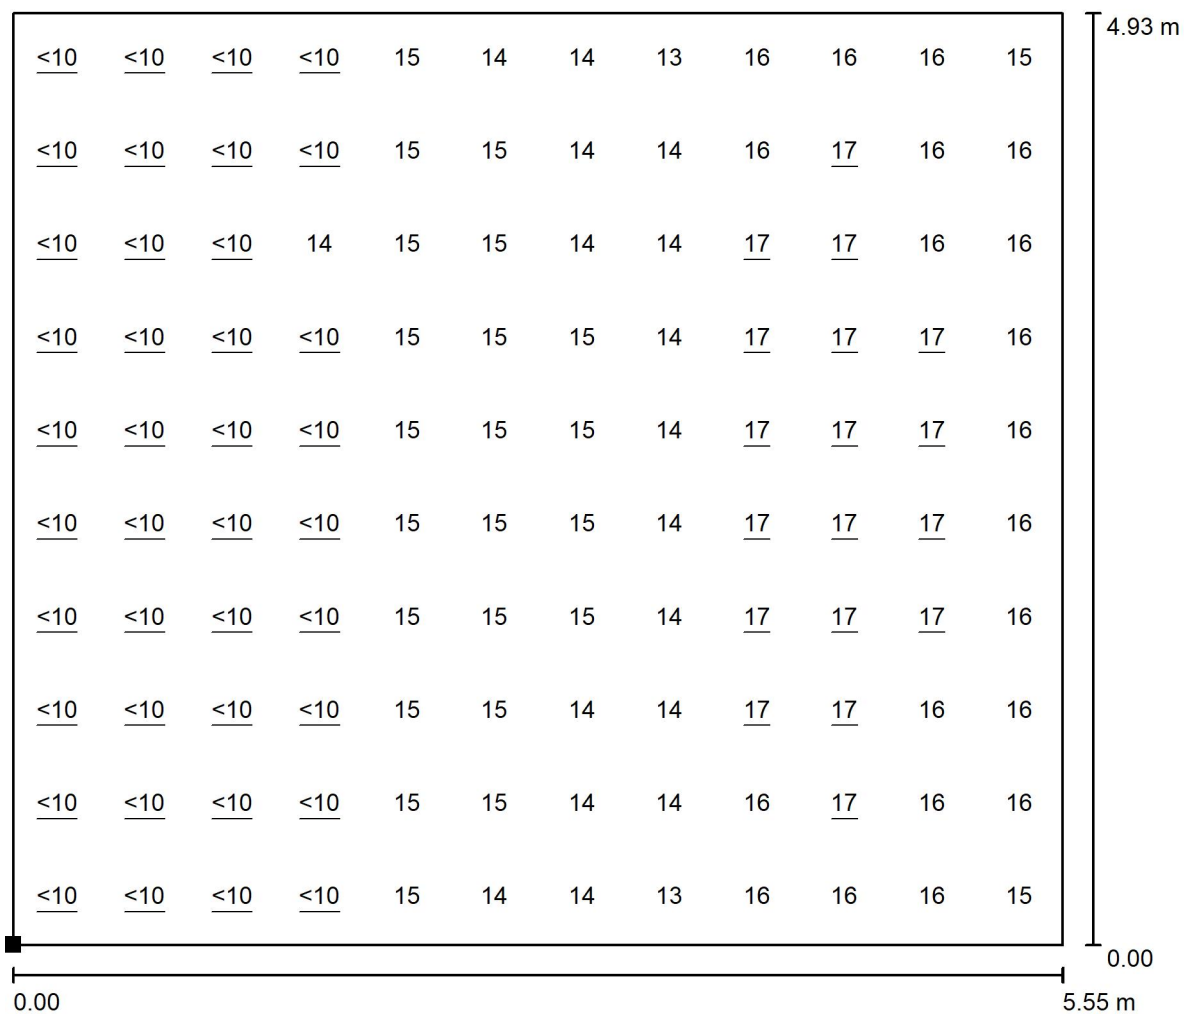 4.93 m
<10 <10 <10 <10 15 14 14 13 16 16 16 15
<10 <10 <10 <10 15 15 14 14 16 17 16 16
<10 <10 <10 14 15 15 14 14 17 17 16 16
<10 <10 <10 <10 15 15 15 14 17 17 17 16
<10 <10 <10 <10 15 15 15 14 17 17 17 16
<10 <10 <10 <10 15 15 15 14 17 17 17 16
<10 <10 <10 <10 15 15 15 14 17 17 17 16
<10 <10 <10 <10 15 15 14 14 17 17 16 16
<10 <10 <10 <10 15 15 14 14 16 17 16 16
<10 <10 <10 <10 15 14 14 13 16 16 16 15
0.00
0.00 5.55 m